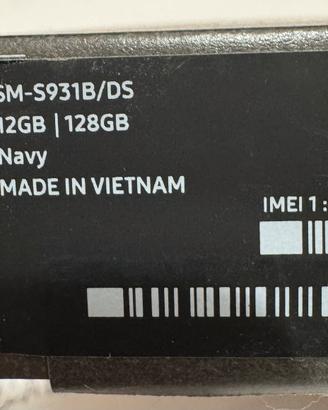 SM-S931B/DS
12GB | 128GB
Navy
MADE IN VIETNAM
IMEI 1 :